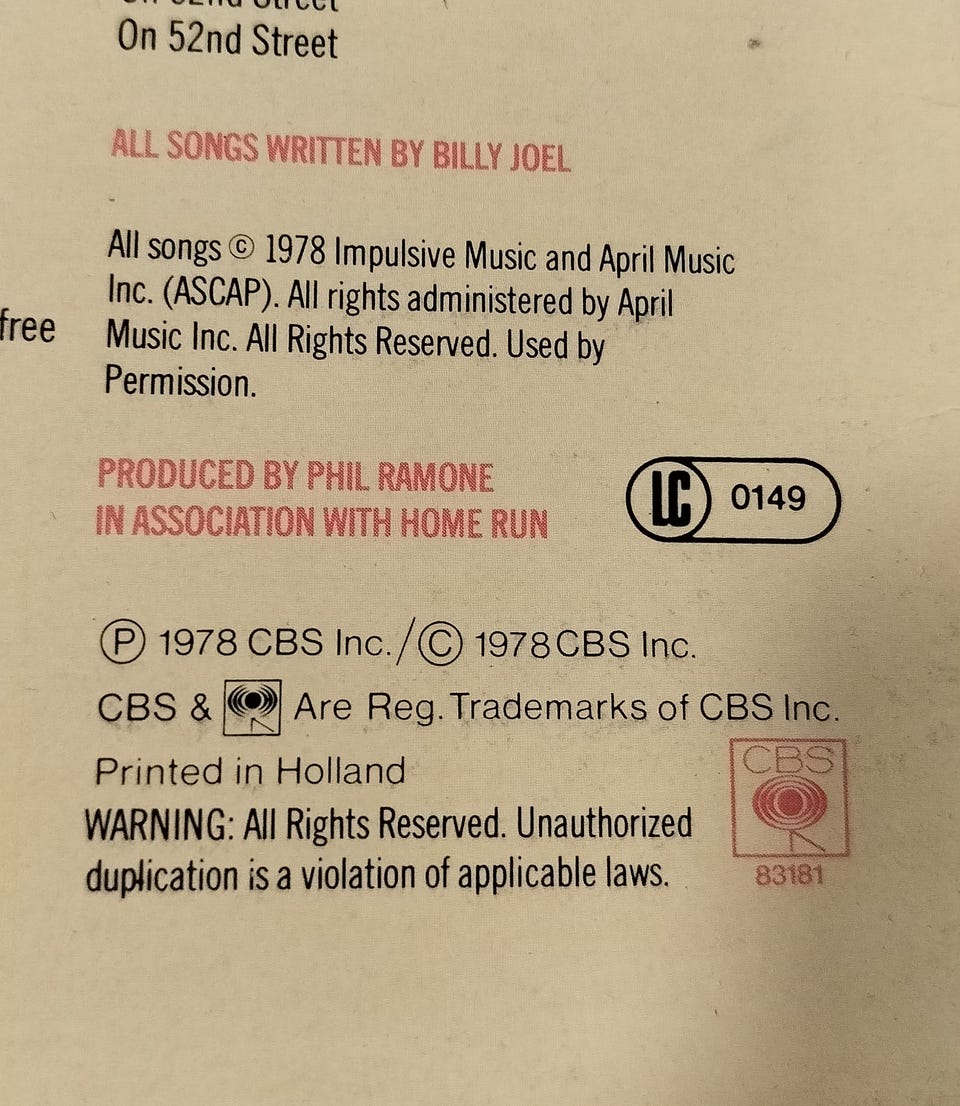 On 52nd Street
On 52nd Street
ALL SONGS WRITTEN BY BILLY JOEL
All songs © 1978 Impulsive Music and April Music
Inc. (ASCAP). All rights administered by April
free
Music Inc. All Rights Reserved. Used by
Permission.
PRODUCED BY PHIL RAMONE
IN ASSOCIATION WITH HOME RUN
LC 0149
Ⓟ 1978 CBS Inc./© 1978 CBS Inc.
CBS & Are Reg. Trademarks of CBS Inc.
Printed in Holland
WARNING: All Rights Reserved. Unauthorized
duplication is a violation of applicable laws.
CBS
83181